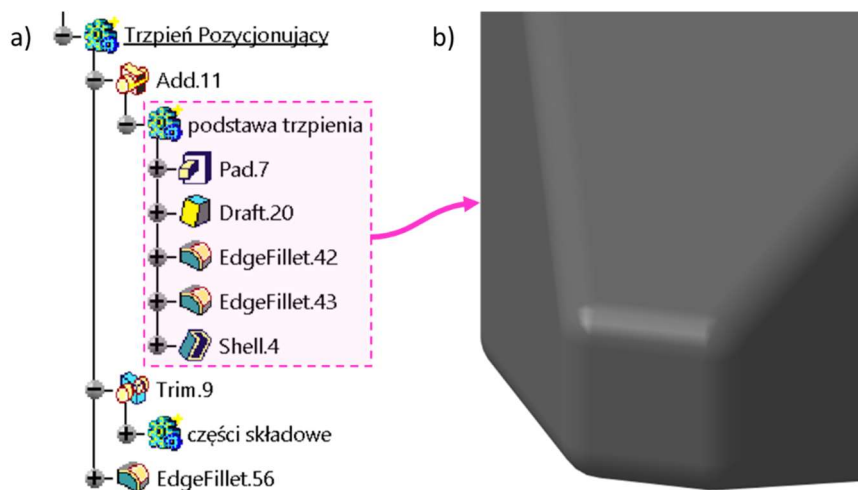 a)
Trzpień Pozycjonujący
b)
Add.11
podstawa trzpienia
Pad.7
Draft.20
EdgeFillet.42
EdgeFillet.43
Shell.4
Trim.9
części składowe
EdgeFillet.56